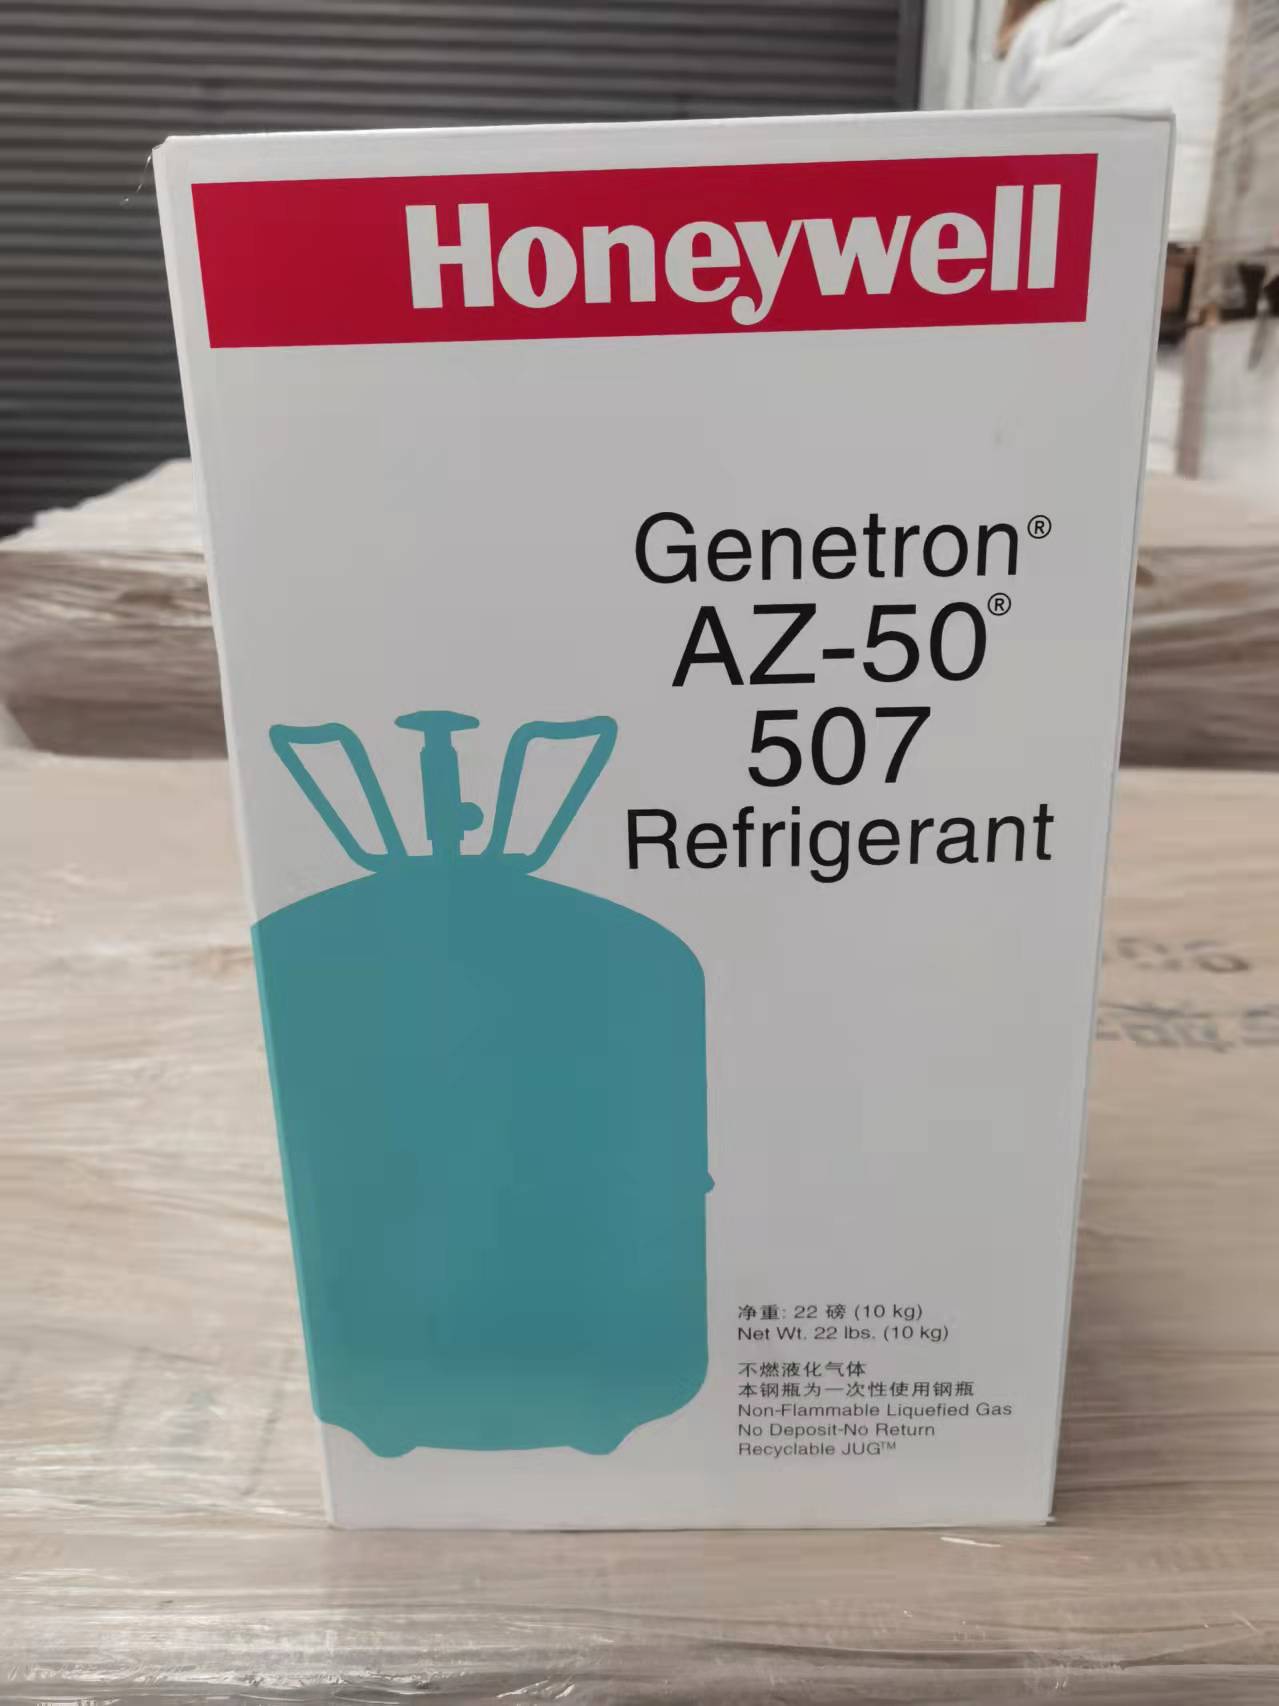 Honeywell
Genetron®
AZ-50®
507
Refrigerant
净重: 22 磅 (10 kg)
Net Wt. 22 lbs. (10 kg)
不燃液化气体
本钢瓶为一次性使用钢瓶
Non-Flammable Liquefied Gas
No Deposit-No Return
Recyclable JUG™